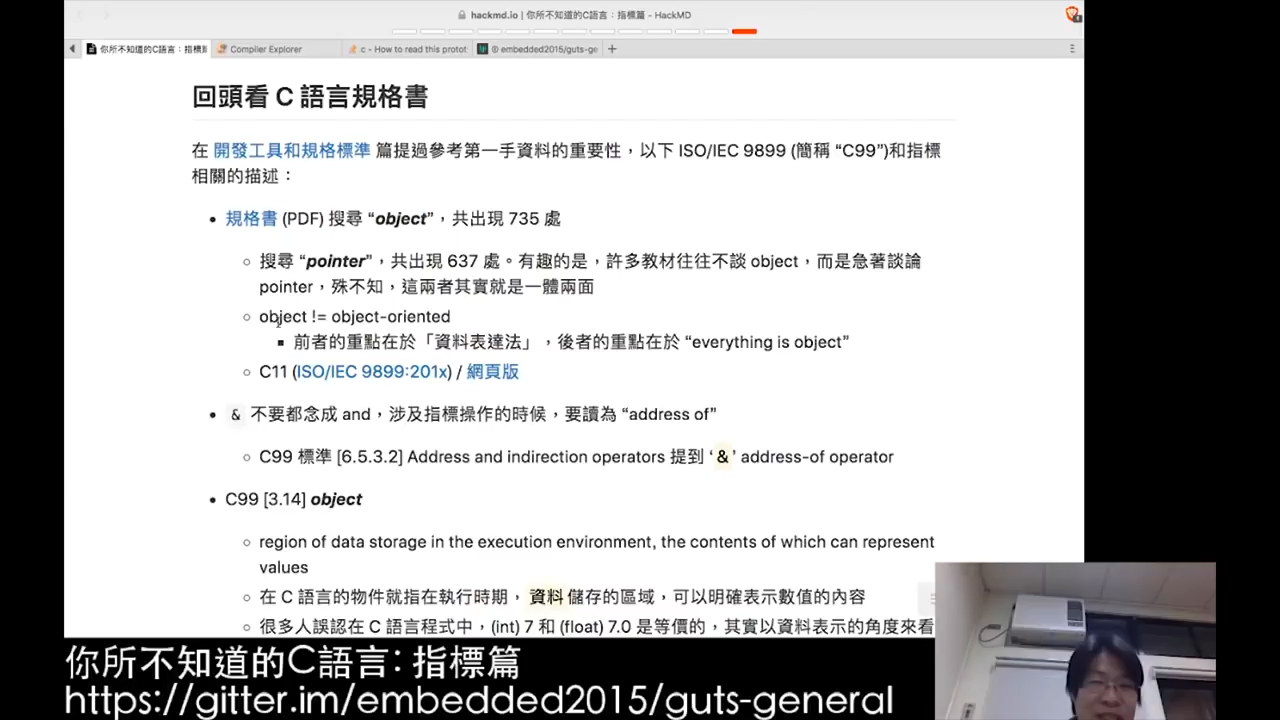 hackmd.io | 你所不知道的C語言：指標篇 - HackMD
你所不知道的C語言：指標
Compiler Explorer
c - How to read this protot
embedded2015/guts-ge
回頭看 C 語言規格書
在 開發工具和規格標準 篇提過參考第一手資料的重要性，以下 ISO/IEC 9899 (簡稱 “C99”)和指標
相關的描述：
規格書 (PDF) 搜尋 “object”，共出現 735 處
搜尋 “pointer”，共出現 637 處。有趣的是，許多教材往往不談 object，而是急著談論
pointer，殊不知，這兩者其實就是一體兩面
object != object-oriented
前者的重點在於「資料表達法」，後者的重點在於 “everything is object”
C11 (ISO/IEC 9899:201x) / 網頁版
& 不要都念成 and，涉及指標操作的時候，要讀為 “address of”
C99 標準 [6.5.3.2] Address and indirection operators 提到 ‘&’ address-of operator
C99 [3.14] object
region of data storage in the execution environment, the contents of which can represent
values
在 C 語言的物件就指在執行時期，資料儲存的區域，可以明確表示數值的內容
很多人誤認在 C 語言程式中，(int) 7 和 (float) 7.0 是等價的，其實以資料表示的角度來看
你所不知道的C語言: 指標篇
https://gitter.im/embedded2015/guts-general